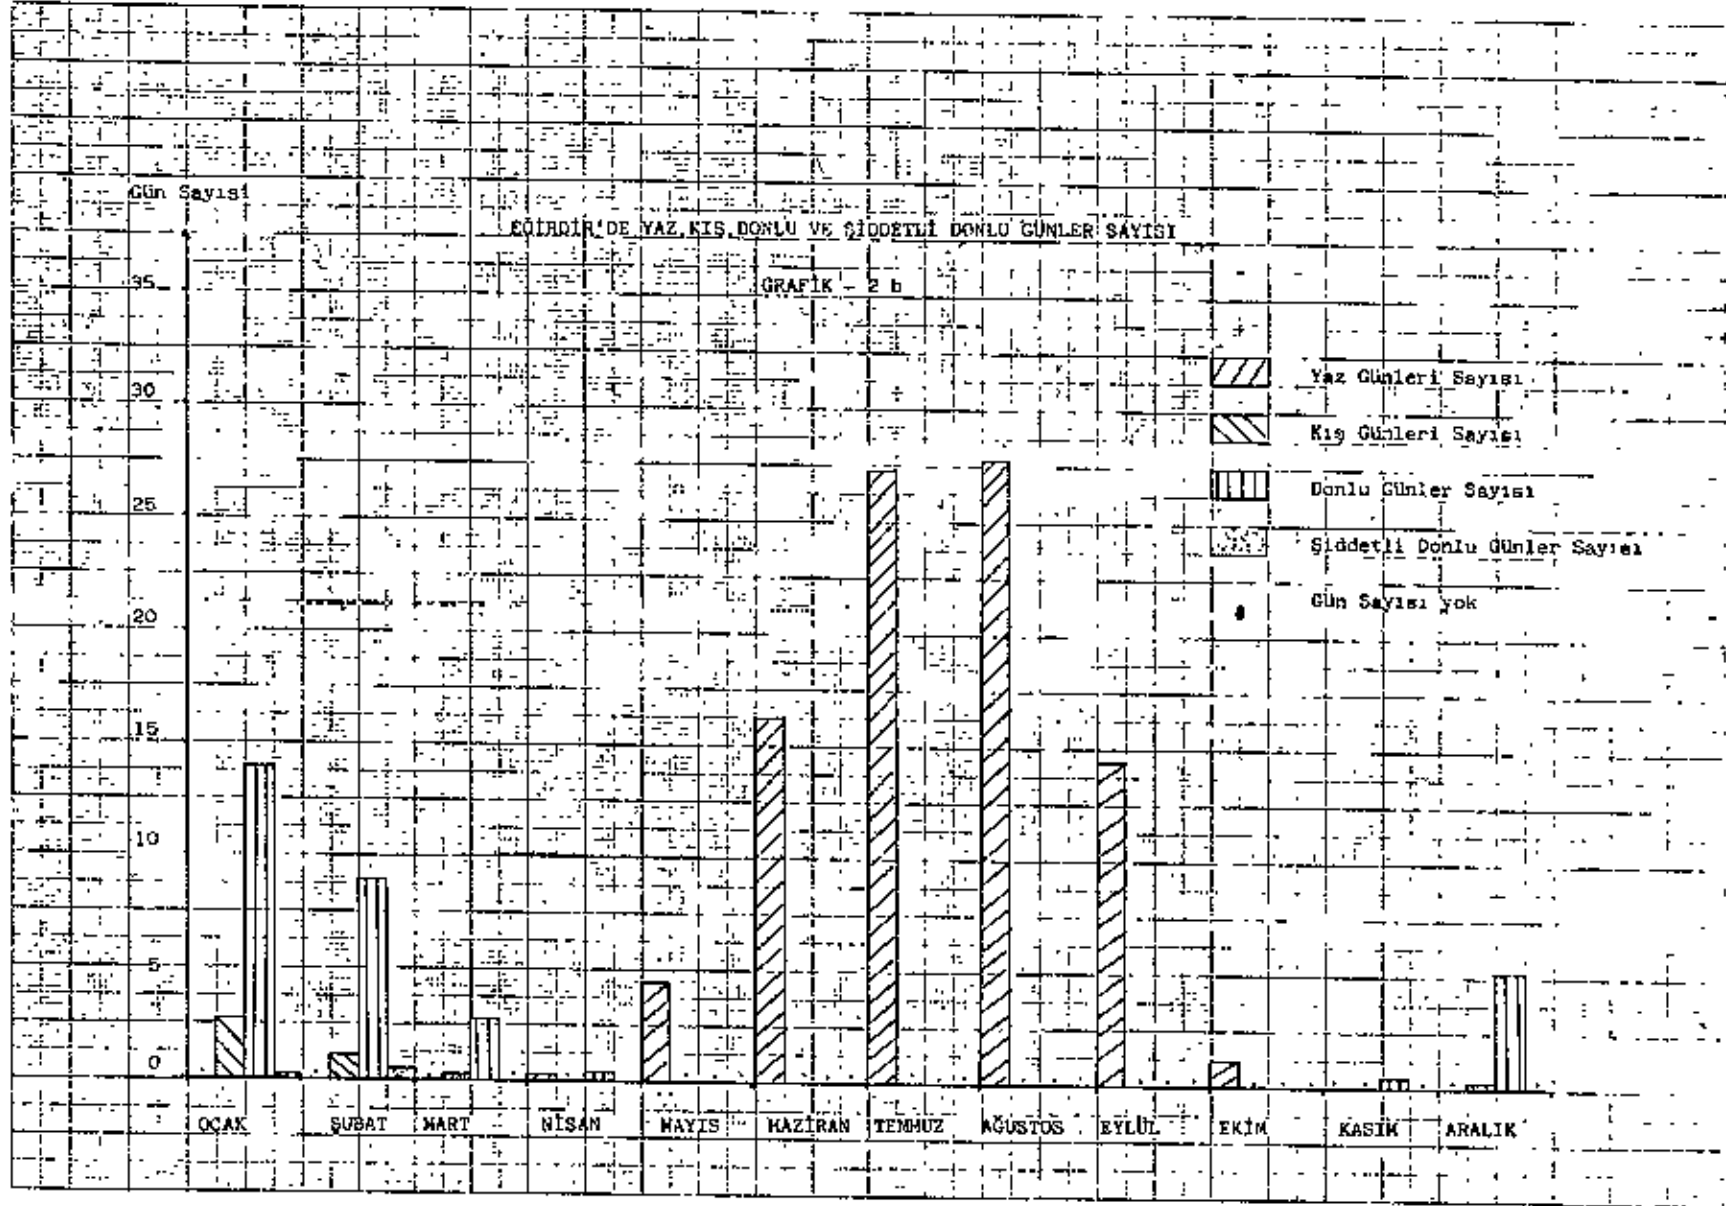 Gün Sayısı
EĞİRDİR'DE YAZ,KIŞ,DONLU VE ŞİDDETLİ DONLU GÜNLER SAYISI
GRAFİK - 2 b
35
30
25
20
15
10
5
0
Yaz Günleri Sayısı
Kış Günleri Sayısı
Donlu Günler Sayısı
Şiddetli Donlu Günler Sayısı
Gün Sayısı yok
OCAK ŞUBAT MART NİSAN MAYIS HAZİRAN TEMMUZ AĞUSTOS EYLÜL EKİM KASIM ARALIK